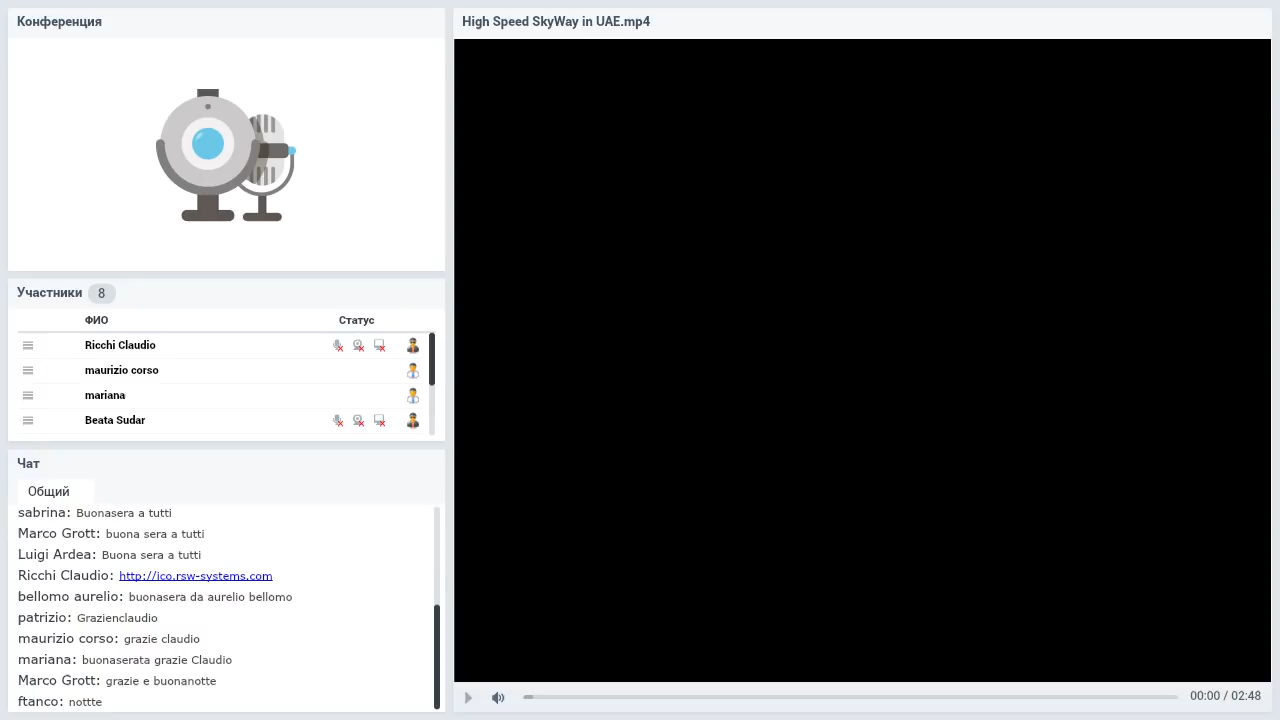 Конференция
High Speed SkyWay in UAE.mp4
Участники 8
ФИО Статус
Ricchi Claudio
maurizio corso
mariana
Beata Sudar
Чат
Общий
sabrina: Buonasera a tutti
Marco Grott: buona sera a tutti
Luigi Ardea: Buona sera a tutti
Ricchi Claudio: http://ico.rsw-systems.com
bellomo aurelio: buonasera da aurelio bellomo
patrizio: Grazienclaudio
maurizio corso: grazie claudio
mariana: buonaserata grazie Claudio
Marco Grott: grazie e buonanotte
ftanco: nottte
00:00 / 02:48